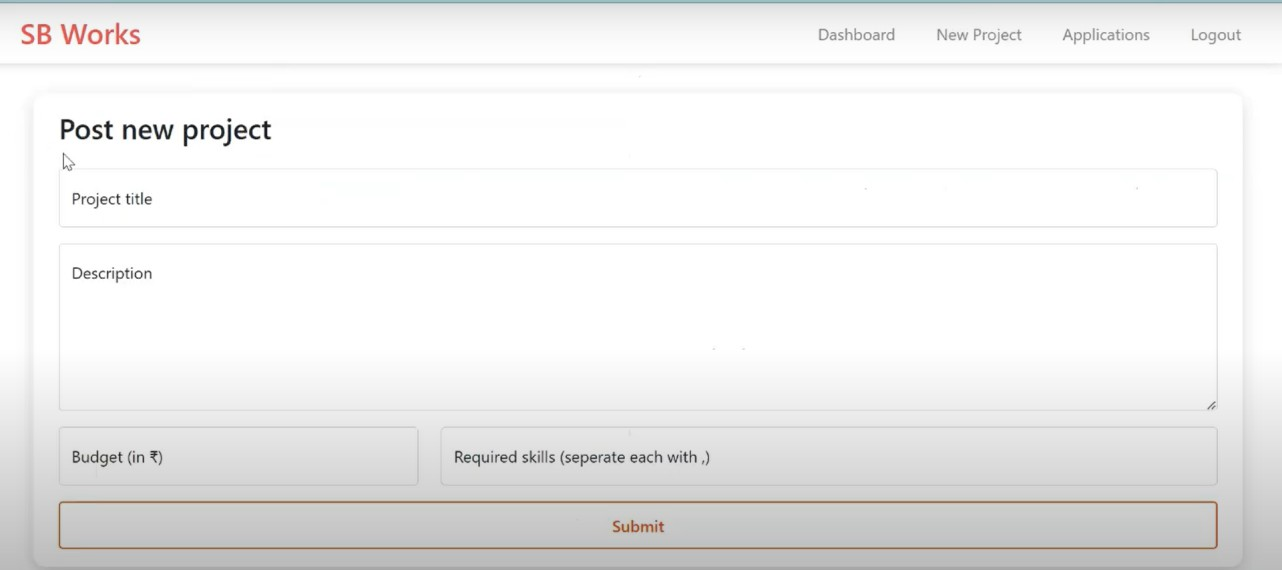 SB Works
Dashboard New Project Applications Logout
Post new project
Project title
Description
Budget (in ₹)
Required skills (seperate each with ,)
Submit